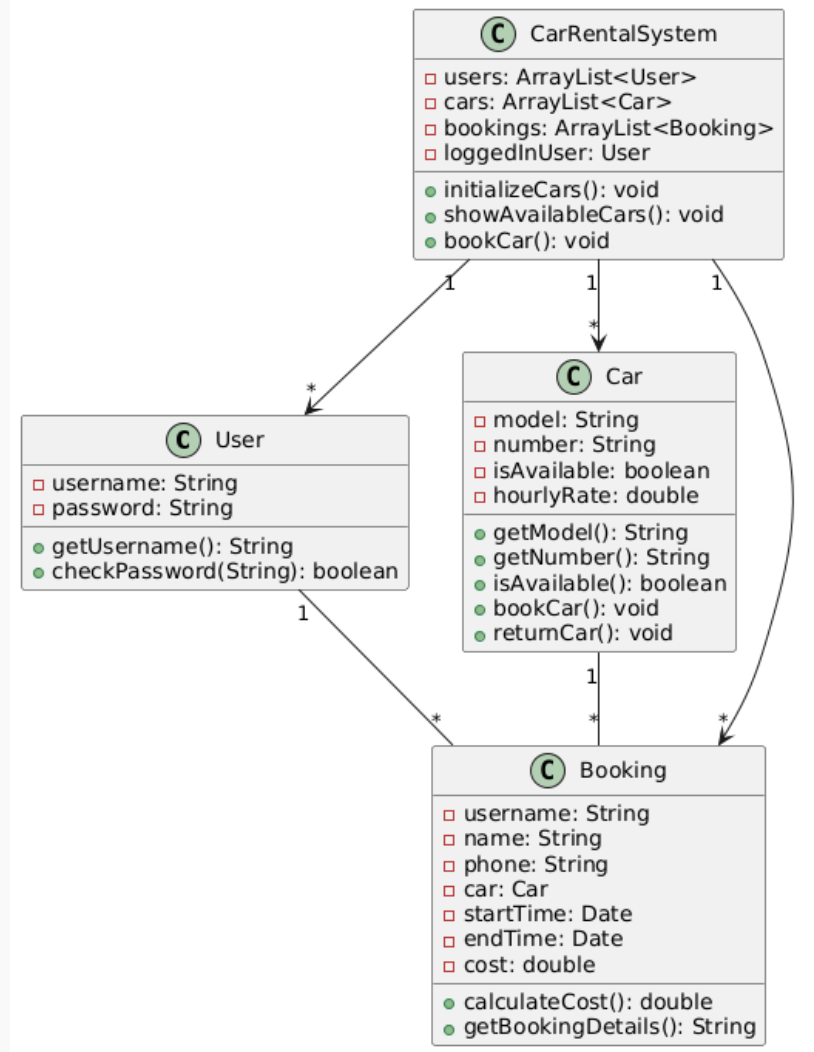 C CarRentalSystem
users: ArrayList<User>
cars: ArrayList<Car>
bookings: ArrayList<Booking>
loggedInUser: User
initializeCars(): void
showAvailableCars(): void
bookCar(): void
1
1
1
*
*
C User
username: String
password: String
getUsername(): String
checkPassword(String): boolean
1
C Car
model: String
number: String
isAvailable: boolean
hourlyRate: double
getModel(): String
getNumber(): String
isAvailable(): boolean
bookCar(): void
returnCar(): void
1
*
*
*
C Booking
username: String
name: String
phone: String
car: Car
startTime: Date
endTime: Date
cost: double
calculateCost(): double
getBookingDetails(): String